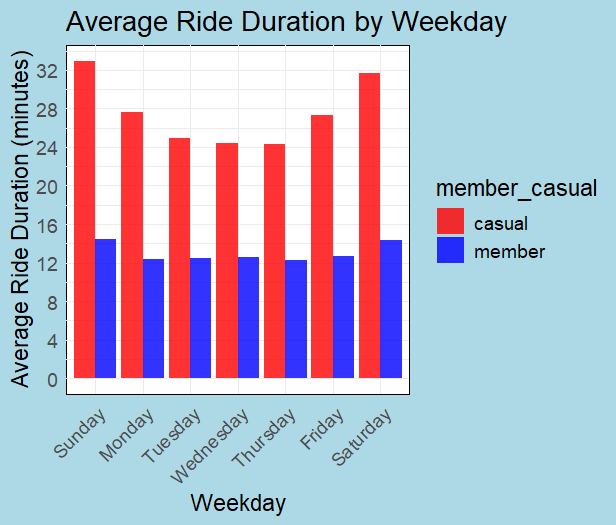 Average Ride Duration by Weekday
Average Ride Duration (minutes)
32
28
24
20
16
12
8
4
0
Sunday
Monday
Tuesday
Wednesday
Thursday
Friday
Saturday
Weekday
member_casual
casual
member